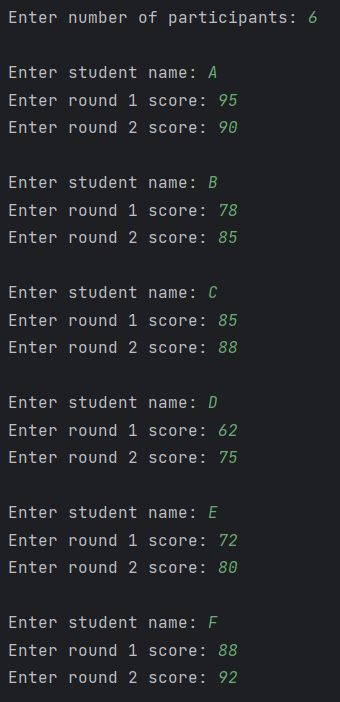 Enter number of participants: 6
Enter student name: A
Enter round 1 score: 95
Enter round 2 score: 90
Enter student name: B
Enter round 1 score: 78
Enter round 2 score: 85
Enter student name: C
Enter round 1 score: 85
Enter round 2 score: 88
Enter student name: D
Enter round 1 score: 62
Enter round 2 score: 75
Enter student name: E
Enter round 1 score: 72
Enter round 2 score: 80
Enter student name: F
Enter round 1 score: 88
Enter round 2 score: 92